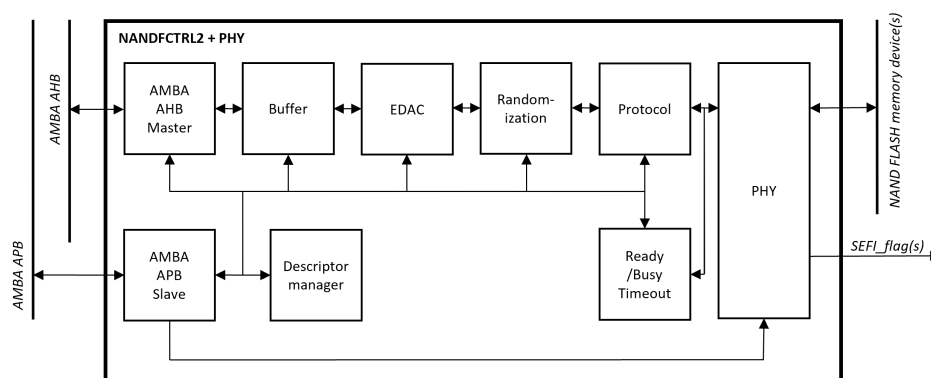 NANDFCTRL2 + PHY
AMBA AHB
AMBA APB
AMBA
AHB
Master
Buffer
EDAC
Random-
ization
Protocol
PHY
NAND FLASH memory device(s)
SEFI_flag(s)
AMBA
APB
Slave
Descriptor
manager
Ready
/Busy
Timeout